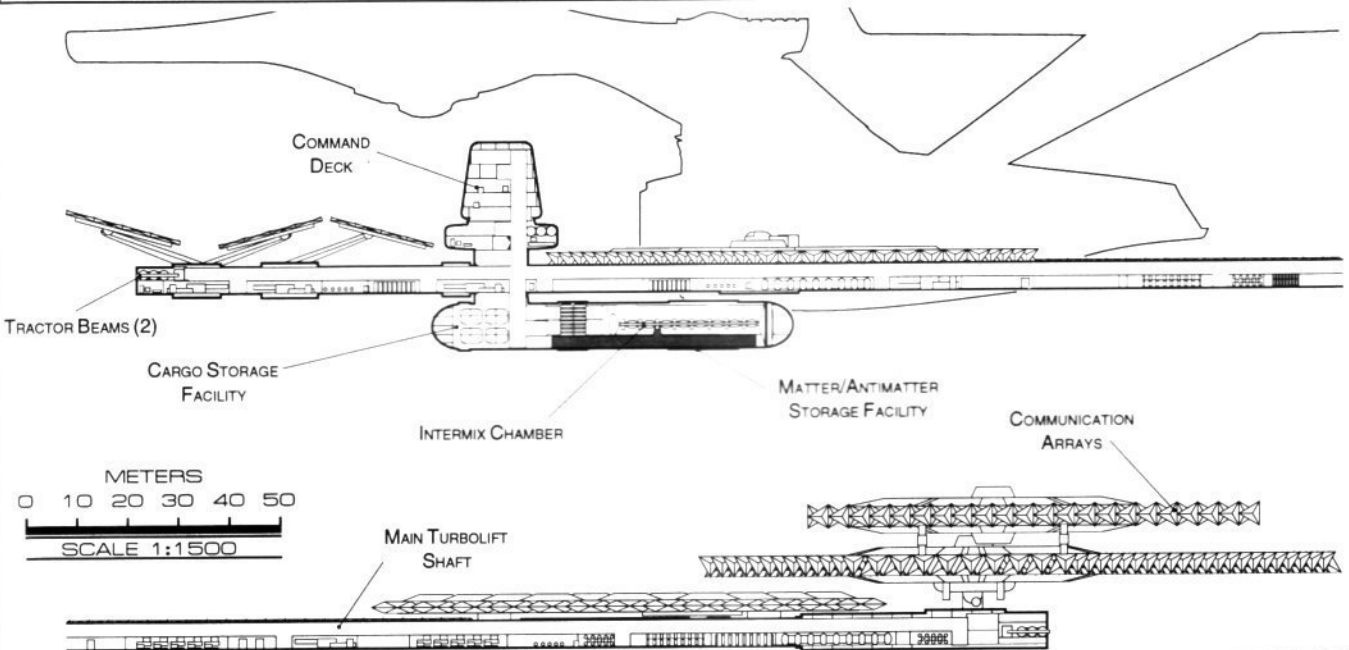 COMMAND
DECK
TRACTOR BEAMS (2)
CARGO STORAGE
FACILITY
INTERMIX CHAMBER
MATTER/ANTIMATTER
STORAGE FACILITY
COMMUNICATION
ARRAYS
METERS
0 10 20 30 40 50
SCALE 1:1500
MAIN TURBOLIFT
SHAFT